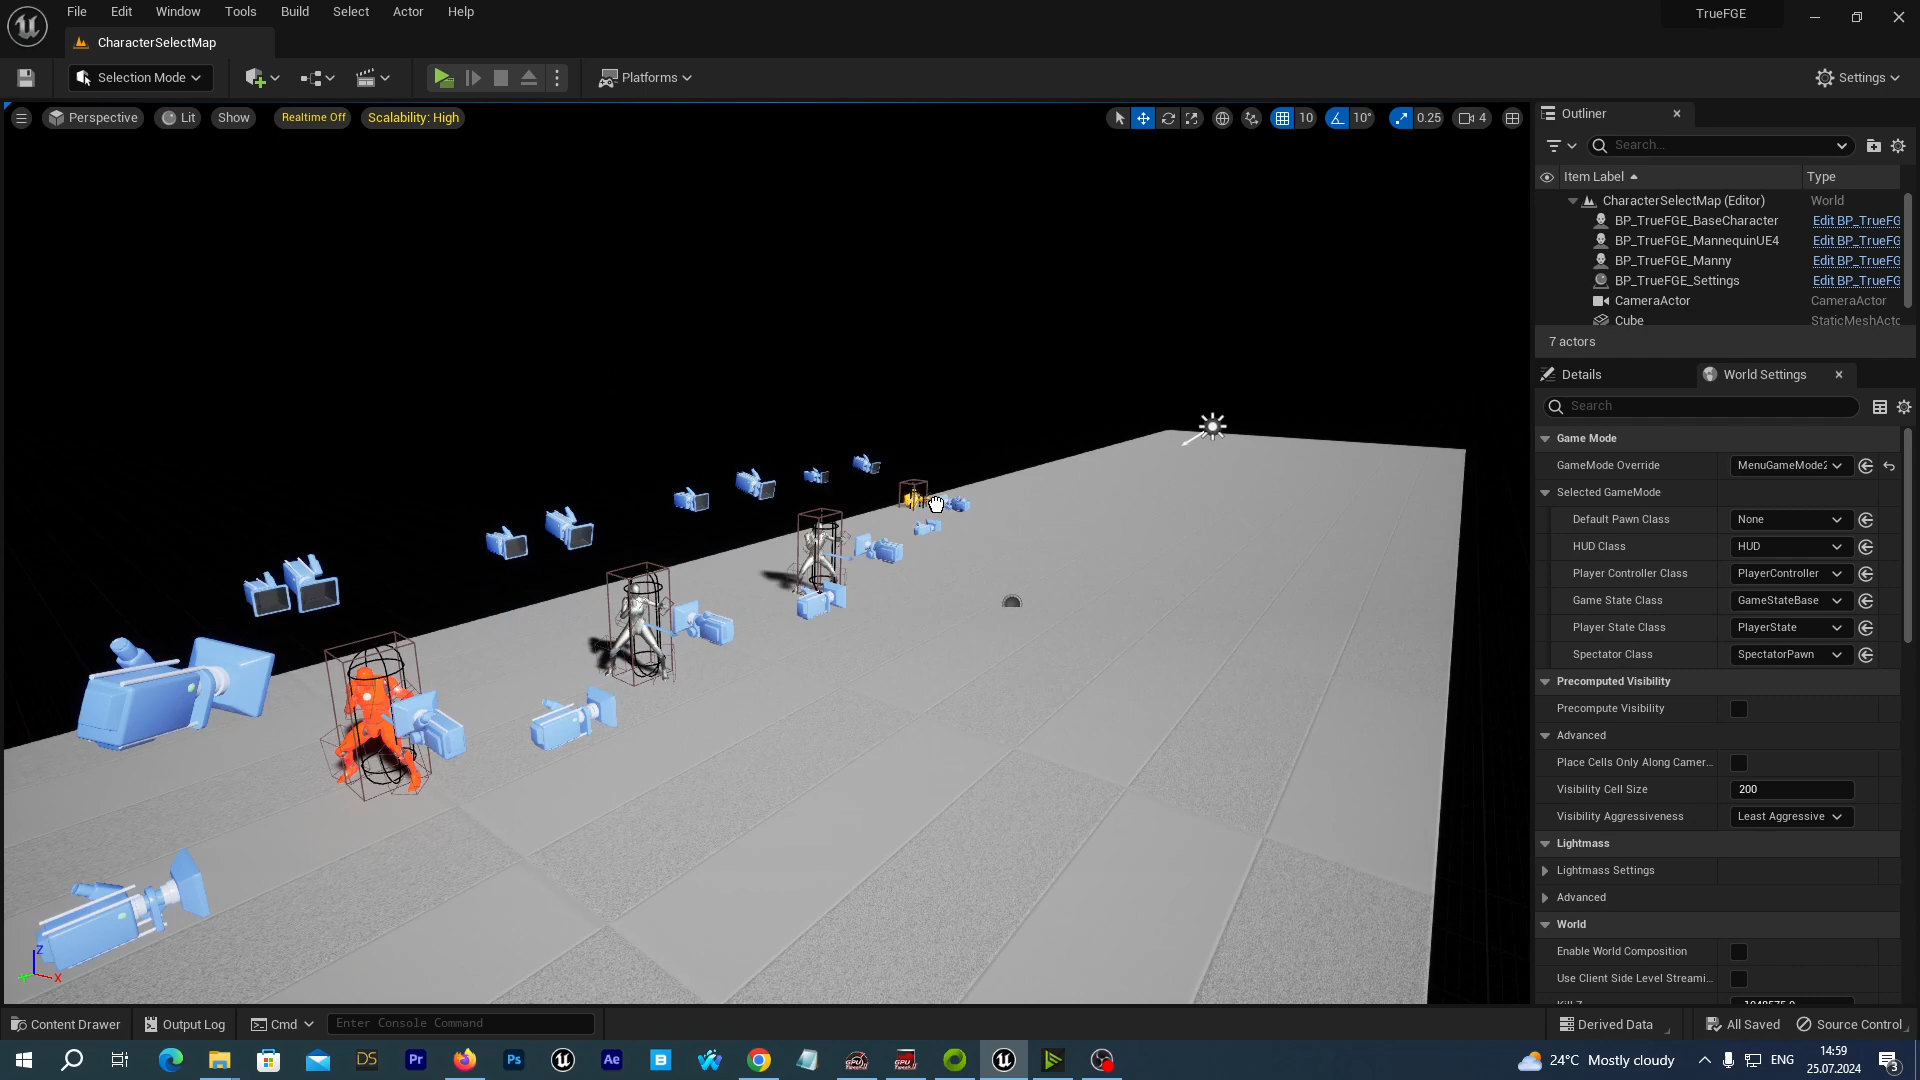 File Edit Window Tools Build Select Actor Help
TrueFGE
CharacterSelectMap
Selection Mode
Platforms
Settings
Perspective Lit Show Realtime Off Scalability: High
10 10° 0.25 4
Outliner
Search...
Item Label Type
CharacterSelectMap (Editor) World
BP_TrueFGE_BaseCharacter Edit BP_TrueFG
BP_TrueFGE_MannequinUE4 Edit BP_TrueFG
BP_TrueFGE_Manny Edit BP_TrueFG
BP_TrueFGE_Settings Edit BP_TrueFG
CameraActor CameraActor
Cube StaticMeshActo
7 actors
Details World Settings
Search
Game Mode
GameMode Override MenuGameMode2
Selected GameMode
Default Pawn Class None
HUD Class HUD
Player Controller Class PlayerController
Game State Class GameStateBase
Player State Class PlayerState
Spectator Class SpectatorPawn
Precomputed Visibility
Precompute Visibility
Advanced
Place Cells Only Along Camer...
Visibility Cell Size 200
Visibility Aggressiveness Least Aggressive
Lightmass
Lightmass Settings
Advanced
World
Enable World Composition
Use Client Side Level Streami...
Z
X
Content Drawer Output Log Cmd Enter Console Command
Derived Data All Saved Source Control
DS Pr Ps Ae
24°C Mostly cloudy ENG
14:59
25.07.2024
3